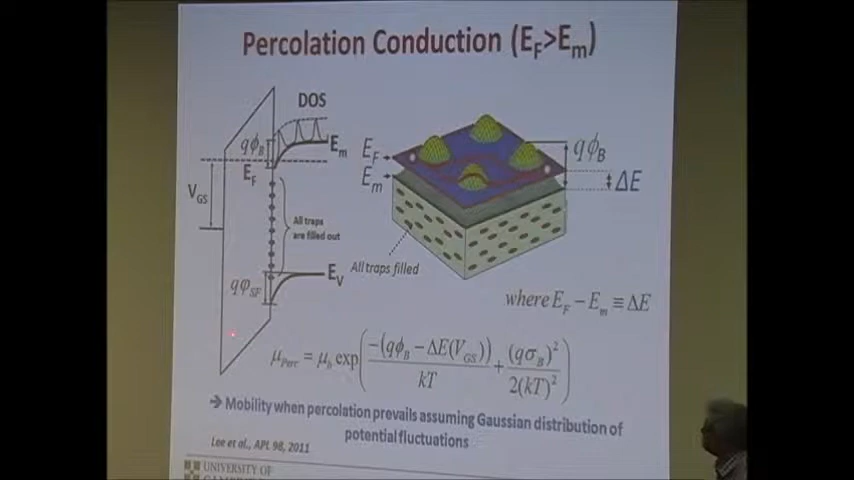 Percolation Conduction (E_F>E_m)
DOS
qϕ_B
E_m
E_F
V_GS
All traps
are filled out
E_V
qϕ_SF
E_F
E_m
qϕ_B
ΔE
All traps filled
where E_F − E_m ≡ ΔE
μ_Perc = μ_b exp( −(qϕ_B − ΔE(V_GS)) / kT + (qσ_B)^2 / 2(kT)^2 )
➔ Mobility when percolation prevails assuming Gaussian distribution of
potential fluctuations
Lee et al., APL 98, 2011
UNIVERSITY OF